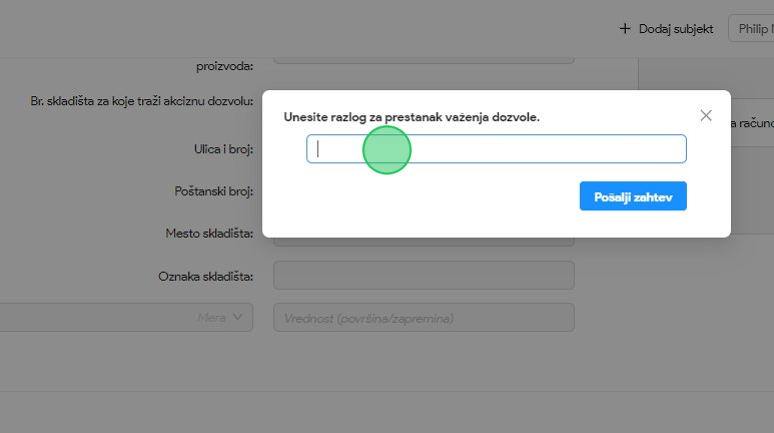 Dodaj subjekt
Philip
proizvoda:
Br. skladišta za koje traži akciznu dozvolu:
Unesite razlog za prestanak važenja dozvole.
a računo
Ulica i broj:
Poštanski broj:
Pošalji zahtev
Mesto skladišta:
Oznaka skladišta:
Mera
Vrednost (površina/zapremina)